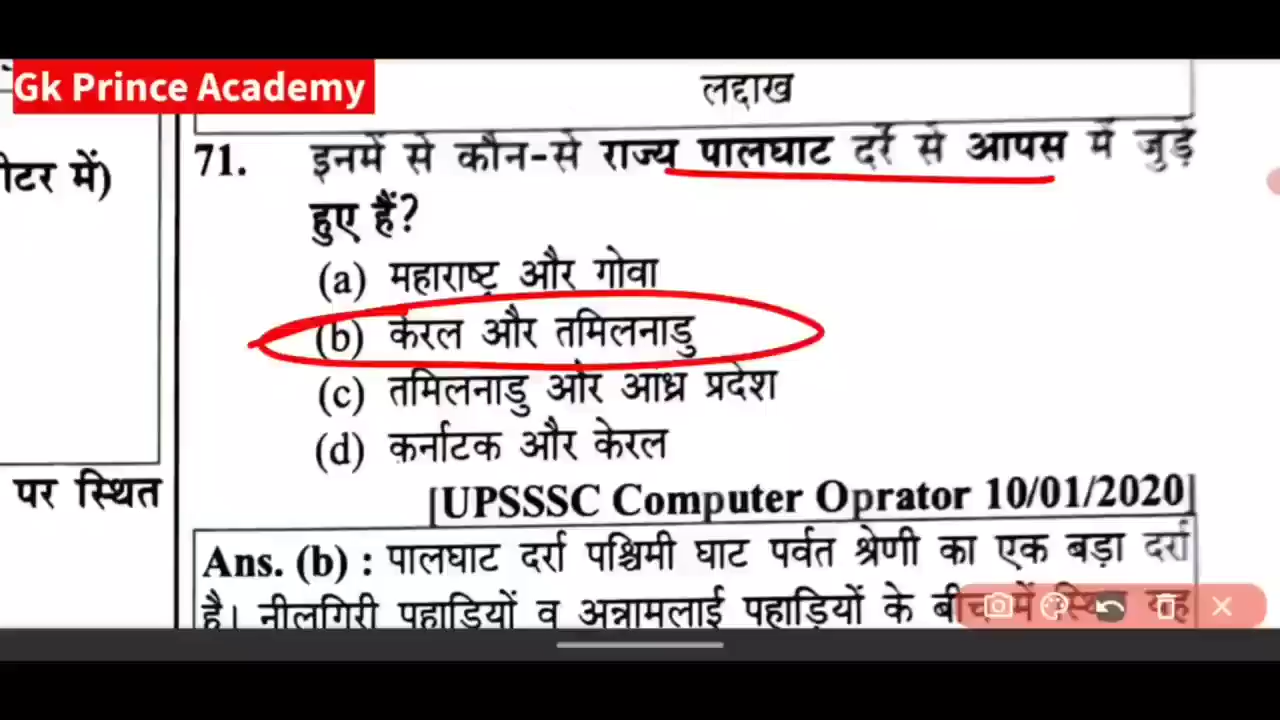 Gk Prince Academy
लद्दाख
ीटर में)
71. इनमें से कौन-से राज्य पालघाट दर्रे से आपस में जुड़े
हुए हैं?
(a) महाराष्ट्र और गोवा
(b) केरल और तमिलनाडु
(c) तमिलनाडु और आंध्र प्रदेश
(d) कर्नाटक और केरल
पर स्थित
[UPSSSC Computer Oprator 10/01/2020]
Ans. (b) : पालघाट दर्रा पश्चिमी घाट पर्वत श्रेणी का एक बड़ा दर्रा
है। नीलगिरी पहाड़ियों व अन्नामलाई पहाड़ियों के बीच में स्थित यह